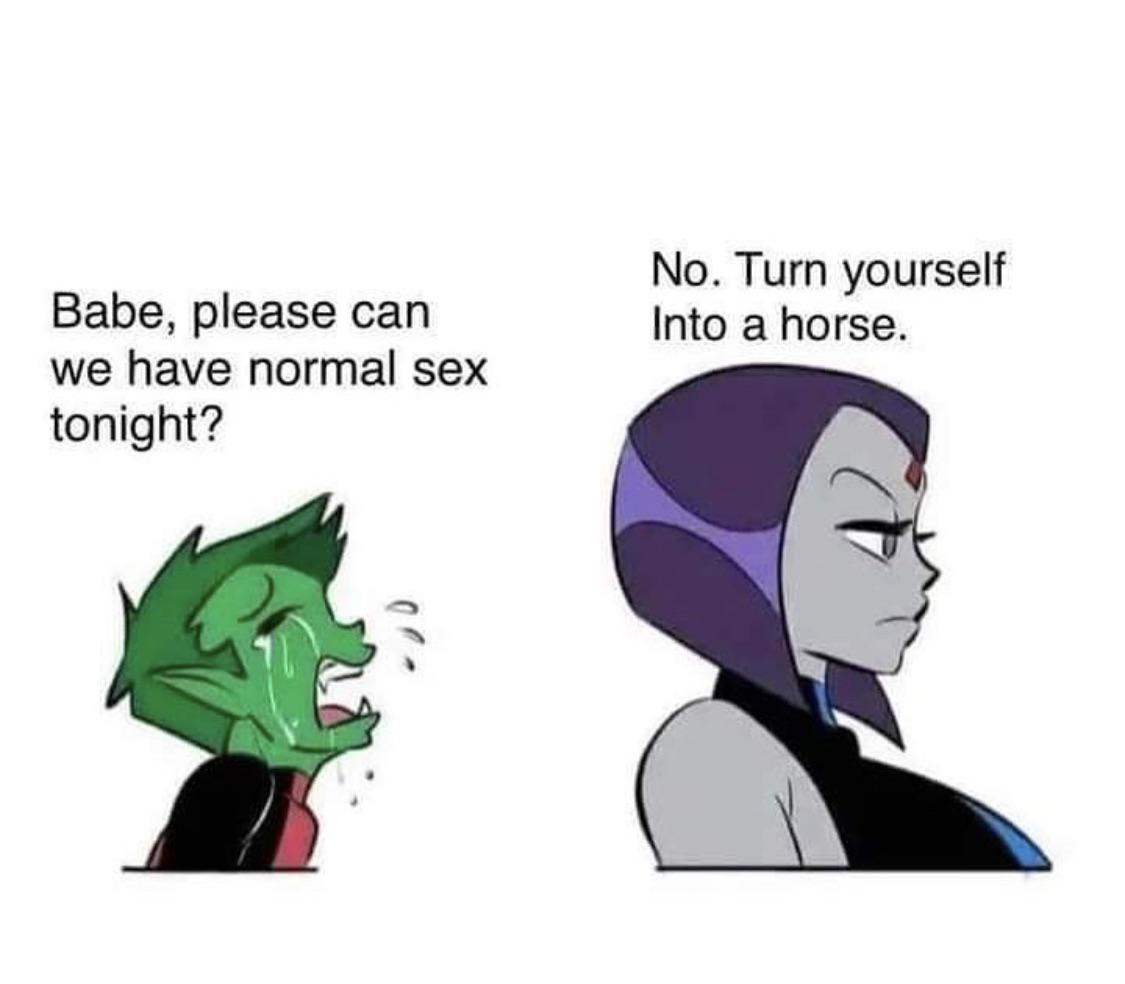 Babe, please can
we have normal sex
tonight?
No. Turn yourself
Into a horse.